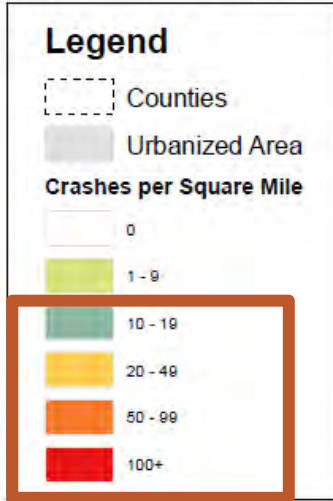 Legend
Counties
Urbanized Area
Crashes per Square Mile
0
1 - 9
10 - 19
20 - 49
50 - 99
100+